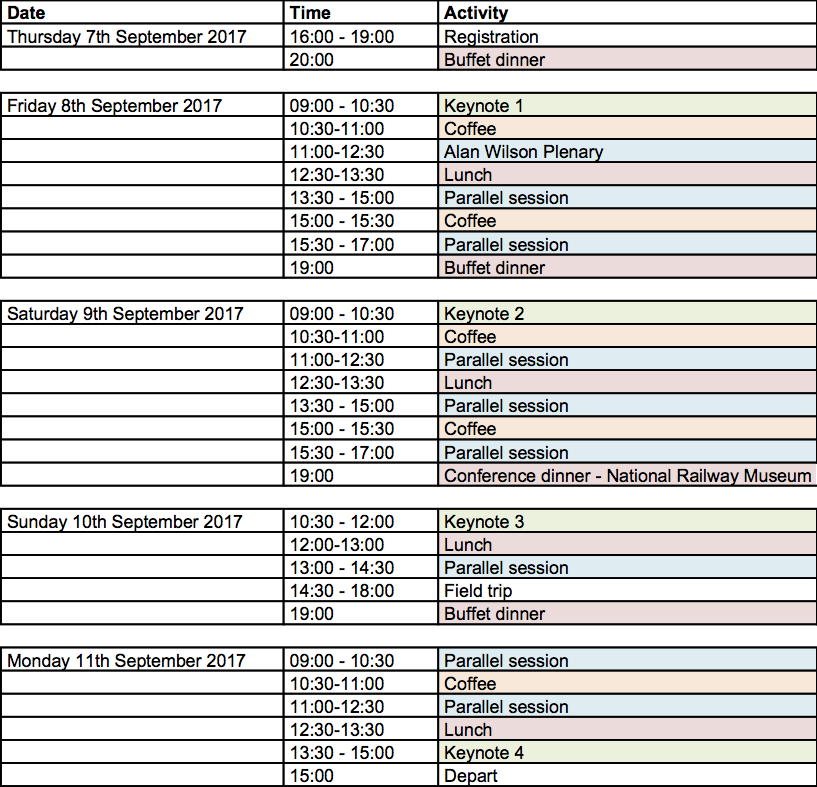 Date Time Activity
Thursday 7th September 2017 16:00 - 19:00 Registration
20:00 Buffet dinner
Friday 8th September 2017 09:00 - 10:30 Keynote 1
10:30-11:00 Coffee
11:00-12:30 Alan Wilson Plenary
12:30-13:30 Lunch
13:30 - 15:00 Parallel session
15:00 - 15:30 Coffee
15:30 - 17:00 Parallel session
19:00 Buffet dinner
Saturday 9th September 2017 09:00 - 10:30 Keynote 2
10:30-11:00 Coffee
11:00-12:30 Parallel session
12:30-13:30 Lunch
13:30 - 15:00 Parallel session
15:00 - 15:30 Coffee
15:30 - 17:00 Parallel session
19:00 Conference dinner - National Railway Museum
Sunday 10th September 2017 10:30 - 12:00 Keynote 3
12:00-13:00 Lunch
13:00 - 14:30 Parallel session
14:30 - 18:00 Field trip
19:00 Buffet dinner
Monday 11th September 2017 09:00 - 10:30 Parallel session
10:30-11:00 Coffee
11:00-12:30 Parallel session
12:30-13:30 Lunch
13:30 - 15:00 Keynote 4
15:00 Depart